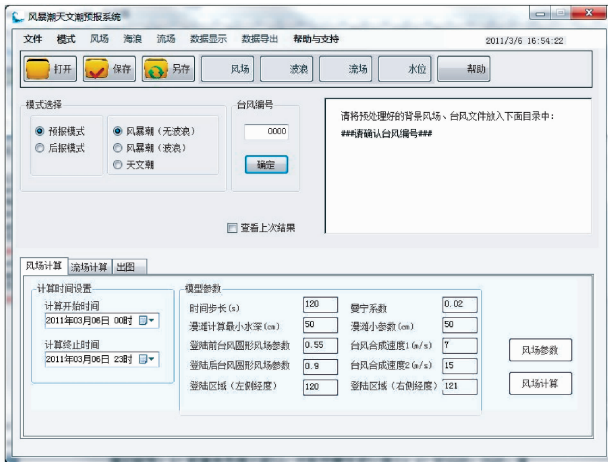 风暴潮天文潮预报系统
文件 模式 风场 海浪 流场 数据显示 数据导出 帮助与支持 2011/3/6 16:54:22
打开 保存 另存 风场 波浪 流场 水位 帮助
模式选择
预报模式
后报模式
风暴潮（无波浪）
风暴潮（波浪）
天文潮
台风编号
0000
确定
请将预处理好的背景风场、台风文件放入下面目录中：
###请确认台风编号###
查看上次结果
风场计算 流场计算 出图
计算时间设置
计算开始时间
2011年03月06日 00时
计算终止时间
2011年03月06日 23时
模型参数
时间步长(s) 120 曼宁系数 0.02
漫滩计算最小水深(cm) 50 漫滩小参数(cm) 50
登陆前台风圆形风场参数 0.55 台风合成速度1(m/s) 7
登陆后台风圆形风场参数 0.9 台风合成速度2(m/s) 15
登陆区域（左侧经度） 120 登陆区域（右侧经度） 121
风场参数
风场计算